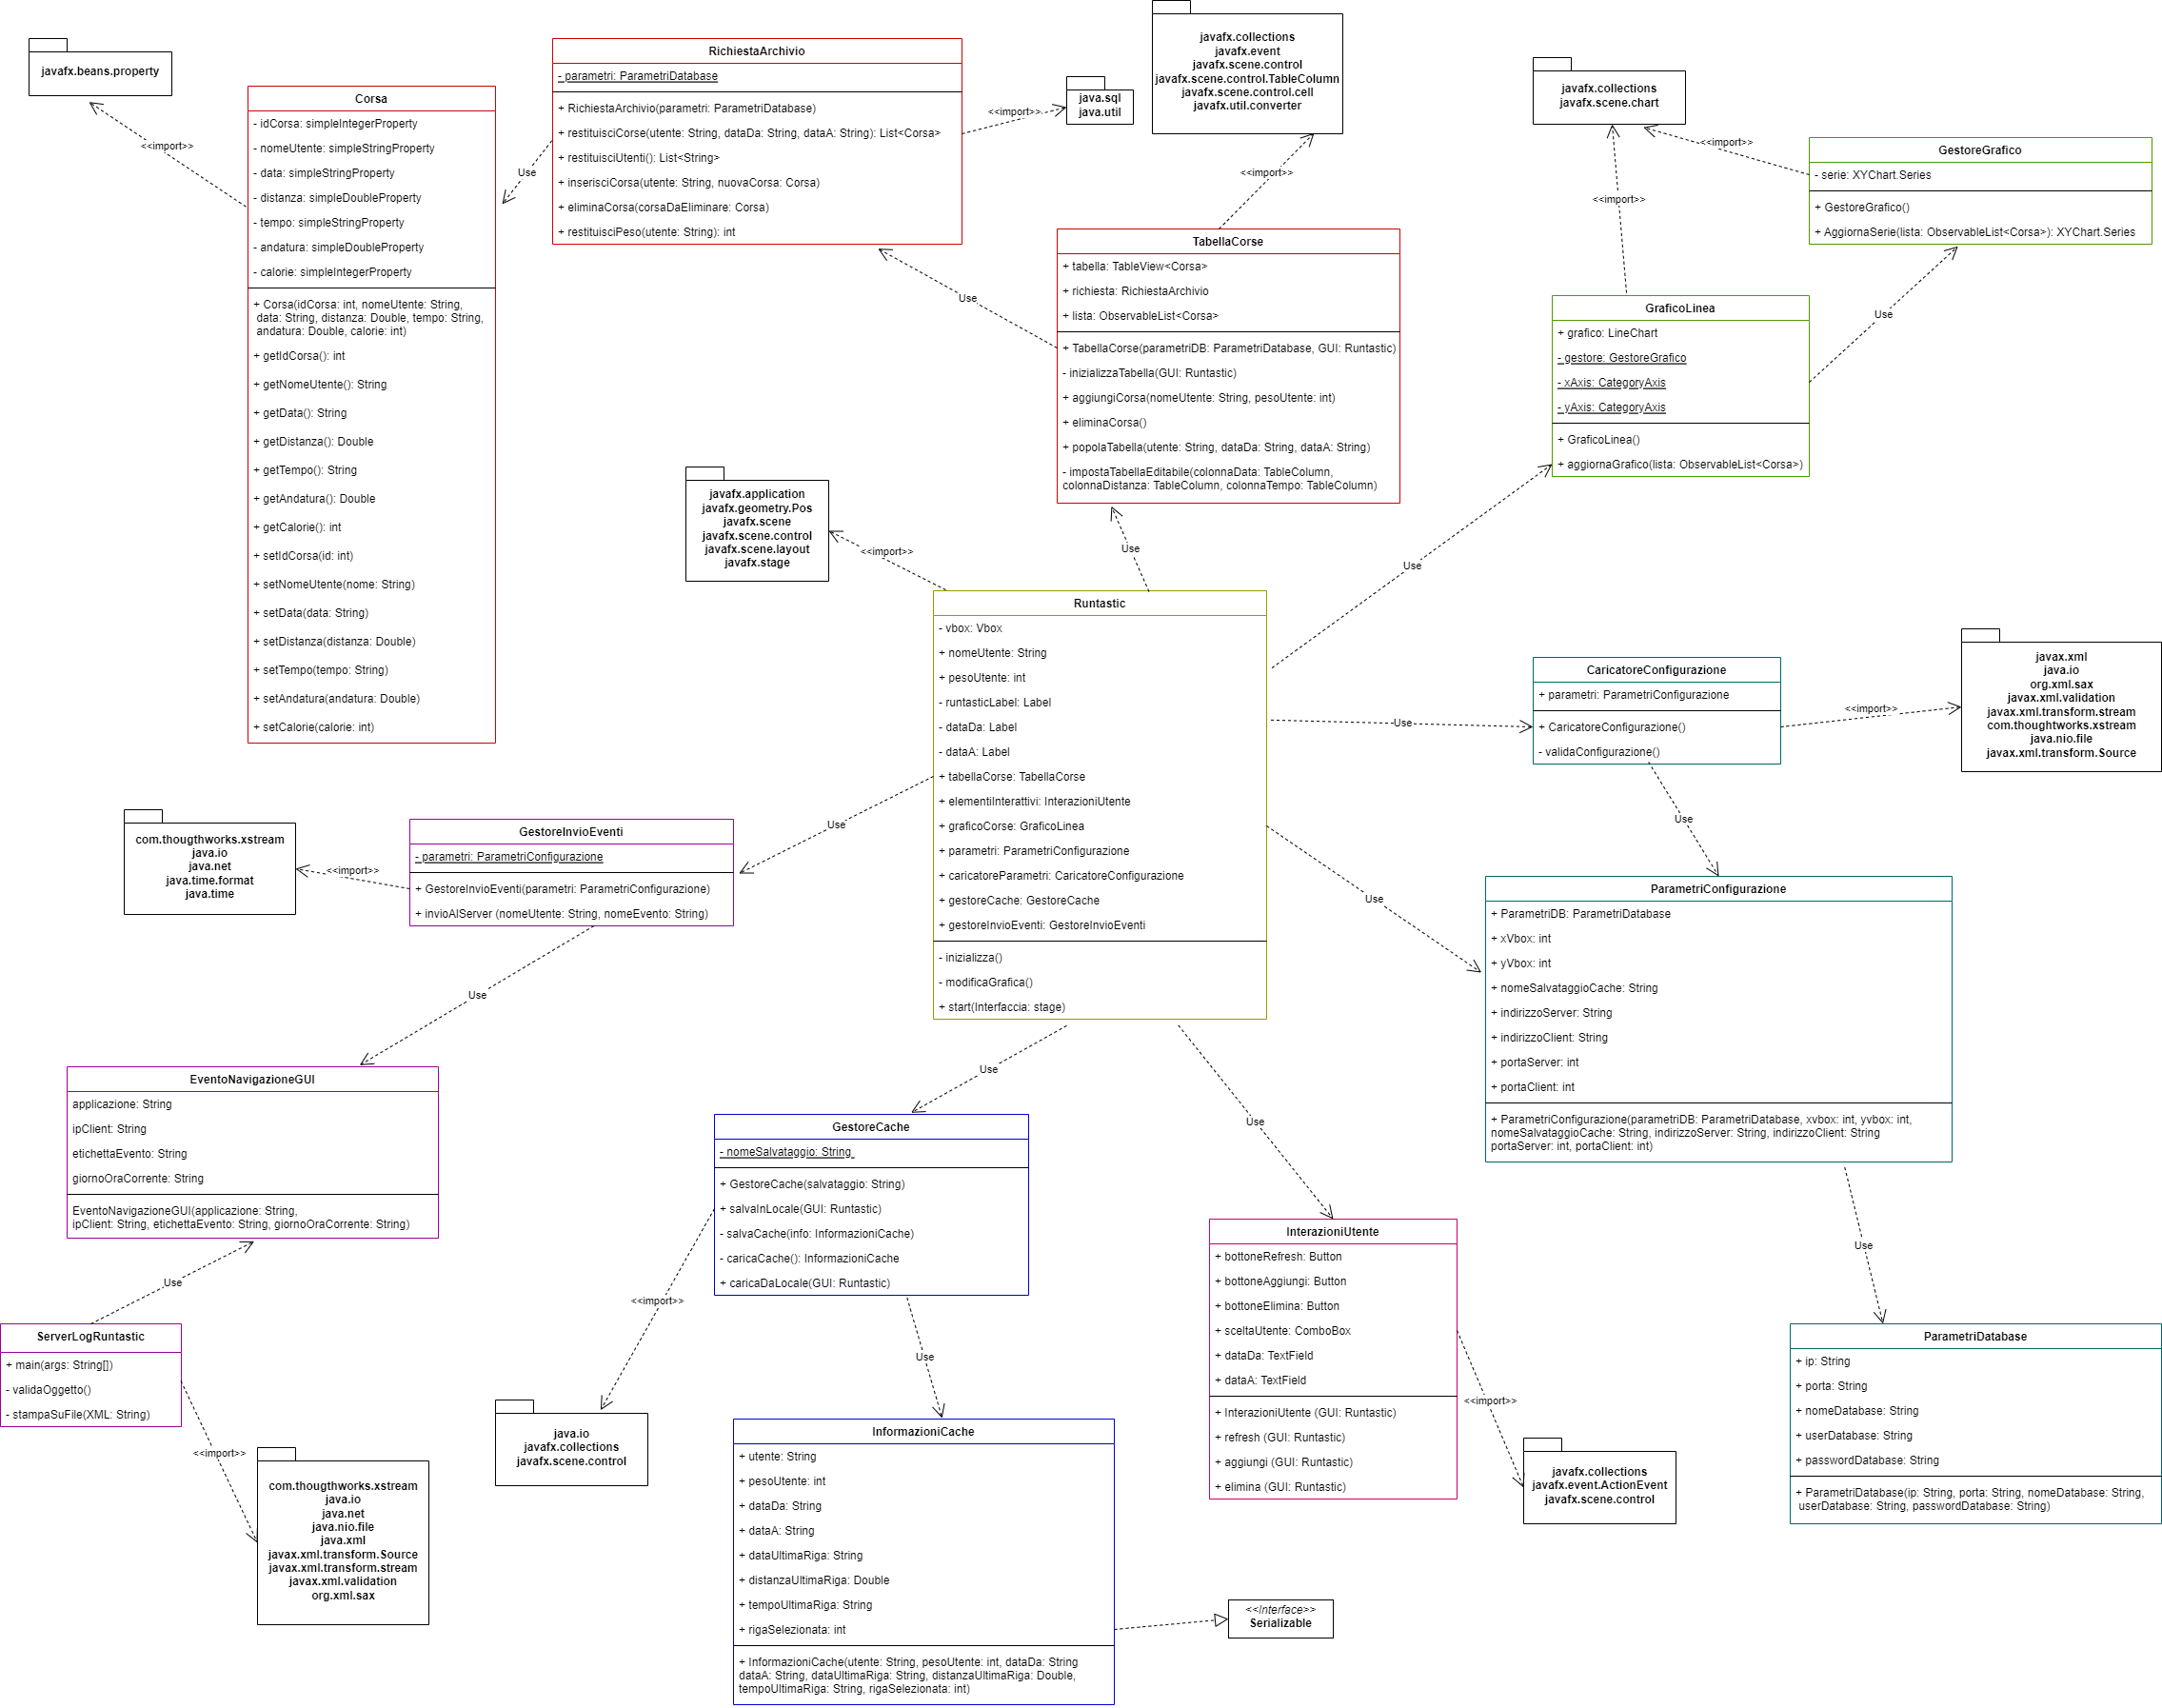 javafx.beans.property
<<import>>
Corsa
- idCorsa: simpleIntegerProperty
- nomeUtente: simpleStringProperty
- data: simpleStringProperty
- distanza: simpleDoubleProperty
- tempo: simpleStringProperty
- andatura: simpleDoubleProperty
- calorie: simpleIntegerProperty
+ Corsa(idCorsa: int, nomeUtente: String,
data: String, distanza: Double, tempo: String,
andatura: Double, calorie: int)
+ getIdCorsa(): int
+ getNomeUtente(): String
+ getData(): String
+ getDistanza(): Double
+ getTempo(): String
+ getAndatura(): Double
+ getCalorie(): int
+ setIdCorsa(id: int)
+ setNomeUtente(nome: String)
+ setData(data: String)
+ setDistanza(distanza: Double)
+ setTempo(tempo: String)
+ setAndatura(andatura: Double)
+ setCalorie(calorie: int)
Use
RichiestaArchivio
- parametri: ParametriDatabase
+ RichiestaArchivio(parametri: ParametriDatabase)
+ restituisciCorse(utente: String, dataDa: String, dataA: String): List<Corsa>
+ restituisciUtenti(): List<String>
+ inserisciCorsa(utente: String, nuovaCorsa: Corsa)
+ eliminaCorsa(corsaDaEliminare: Corsa)
+ restituisciPeso(utente: String): int
<<import>>
java.sql
java.util
javafx.collections
javafx.event
javafx.scene.control
javafx.scene.control.TableColumn
javafx.scene.control.cell
javafx.util.converter
<<import>>
Use
TabellaCorse
+ tabella: TableView<Corsa>
+ richiesta: RichiestaArchivio
+ lista: ObservableList<Corsa>
+ TabellaCorse(parametriDB: ParametriDatabase, GUI: Runtastic)
- inizializzaTabella(GUI: Runtastic)
+ aggiungiCorsa(nomeUtente: String, pesoUtente: int)
+ eliminaCorsa()
+ popolaTabella(utente: String, dataDa: String, dataA: String)
- impostaTabellaEditabile(colonnaData: TableColumn,
colonnaDistanza: TableColumn, colonnaTempo: TableColumn)
javafx.collections
javafx.scene.chart
<<import>>
<<import>>
GestoreGrafico
- serie: XYChart.Series
+ GestoreGrafico()
+ AggiornaSerie(lista: ObservableList<Corsa>): XYChart.Series
Use
GraficoLinea
+ grafico: LineChart
- gestore: GestoreGrafico
- xAxis: CategoryAxis
- yAxis: CategoryAxis
+ GraficoLinea()
+ aggiornaGrafico(lista: ObservableList<Corsa>)
javafx.application
javafx.geometry.Pos
javafx.scene
javafx.scene.control
javafx.scene.layout
javafx.stage
<<import>>
Use
Use
Runtastic
- vbox: Vbox
+ nomeUtente: String
+ pesoUtente: int
- runtasticLabel: Label
- dataDa: Label
- dataA: Label
+ tabellaCorse: TabellaCorse
+ elementiInterattivi: InterazioniUtente
+ graficoCorse: GraficoLinea
+ parametri: ParametriConfigurazione
+ caricatoreParametri: CaricatoreConfigurazione
+ gestoreCache: GestoreCache
+ gestoreInvioEventi: GestoreInvioEventi
- inizializza()
- modificaGrafica()
+ start(Interfaccia: stage)
Use
CaricatoreConfigurazione
+ parametri: ParametriConfigurazione
+ CaricatoreConfigurazione()
- validaConfigurazione()
<<import>>
javax.xml
java.io
org.xml.sax
javax.xml.validation
javax.xml.transform.stream
com.thoughtworks.xstream
java.nio.file
javax.xml.transform.Source
Use
Use
ParametriConfigurazione
+ ParametriDB: ParametriDatabase
+ xVbox: int
+ yVbox: int
+ nomeSalvataggioCache: String
+ indirizzoServer: String
+ indirizzoClient: String
+ portaServer: int
+ portaClient: int
+ ParametriConfigurazione(parametriDB: ParametriDatabase, xvbox: int, yvbox: int,
nomeSalvataggioCache: String, indirizzoServer: String, indirizzoClient: String
portaServer: int, portaClient: int)
Use
com.thougthworks.xstream
java.io
java.net
java.time.format
java.time
<<import>>
GestoreInvioEventi
- parametri: ParametriConfigurazione
+ GestoreInvioEventi(parametri: ParametriConfigurazione)
+ invioAlServer (nomeUtente: String, nomeEvento: String)
Use
EventoNavigazioneGUI
applicazione: String
ipClient: String
etichettaEvento: String
giornoOraCorrente: String
EventoNavigazioneGUI(applicazione: String,
ipClient: String, etichettaEvento: String, giornoOraCorrente: String)
Use
ServerLogRuntastic
+ main(args: String[])
- validaOggetto()
- stampaSuFile(XML: String)
<<import>>
com.thougthworks.xstream
java.io
java.net
java.nio.file
java.xml
javax.xml.transform.Source
javax.xml.transform.stream
javax.xml.validation
org.xml.sax
Use
GestoreCache
- nomeSalvataggio: String
+ GestoreCache(salvataggio: String)
+ salvaInLocale(GUI: Runtastic)
- salvaCache(info: InformazioniCache)
- caricaCache(): InformazioniCache
+ caricaDaLocale(GUI: Runtastic)
<<import>>
java.io
javafx.collections
javafx.scene.control
Use
InformazioniCache
+ utente: String
+ pesoUtente: int
+ dataDa: String
+ dataA: String
+ dataUltimaRiga: String
+ distanzaUltimaRiga: Double
+ tempoUltimaRiga: String
+ rigaSelezionata: int
+ InformazioniCache(utente: String, pesoUtente: int, dataDa: String
dataA: String, dataUltimaRiga: String, distanzaUltimaRiga: Double,
tempoUltimaRiga: String, rigaSelezionata: int)
<<Interface>>
Serializable
Use
InterazioniUtente
+ bottoneRefresh: Button
+ bottoneAggiungi: Button
+ bottoneElimina: Button
+ sceltaUtente: ComboBox
+ dataDa: TextField
+ dataA: TextField
+ InterazioniUtente (GUI: Runtastic)
+ refresh (GUI: Runtastic)
+ aggiungi (GUI: Runtastic)
+ elimina (GUI: Runtastic)
<<import>>
javafx.collections
javafx.event.ActionEvent
javafx.scene.control
Use
ParametriDatabase
+ ip: String
+ porta: String
+ nomeDatabase: String
+ userDatabase: String
+ passwordDatabase: String
+ ParametriDatabase(ip: String, porta: String, nomeDatabase: String,
userDatabase: String, passwordDatabase: String)